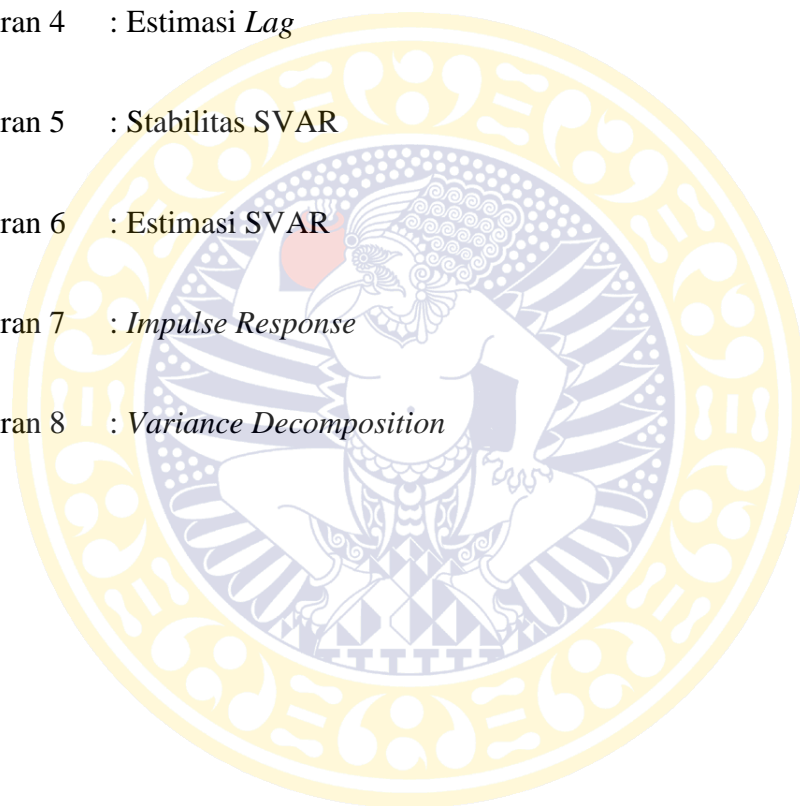 ran 4 : Estimasi Lag
ran 5 : Stabilitas SVAR
ran 6 : Estimasi SVAR
ran 7 : Impulse Response
ran 8 : Variance Decomposition